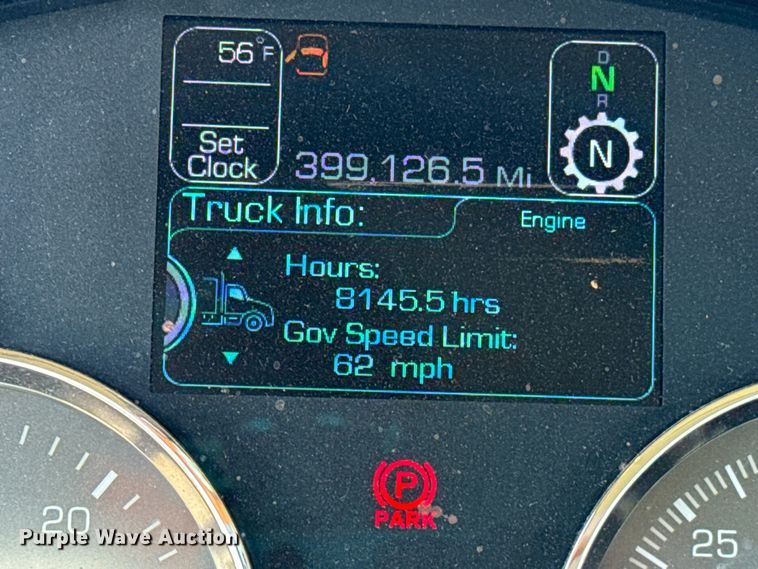 56°F
Set
Clock
399,126.5 Mi
D
N
R
N
Truck Info:
Engine
Hours:
8145.5 hrs
Gov Speed Limit:
62 mph
P
PARK
20
25
Purple Wave Auction